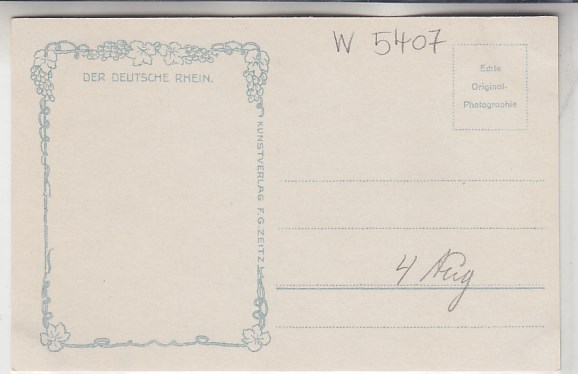 W 5407
DER DEUTSCHE RHEIN.
Echte
Original-
Photographie
KUNSTVERLAG F.G. ZEITZ
4 Aug